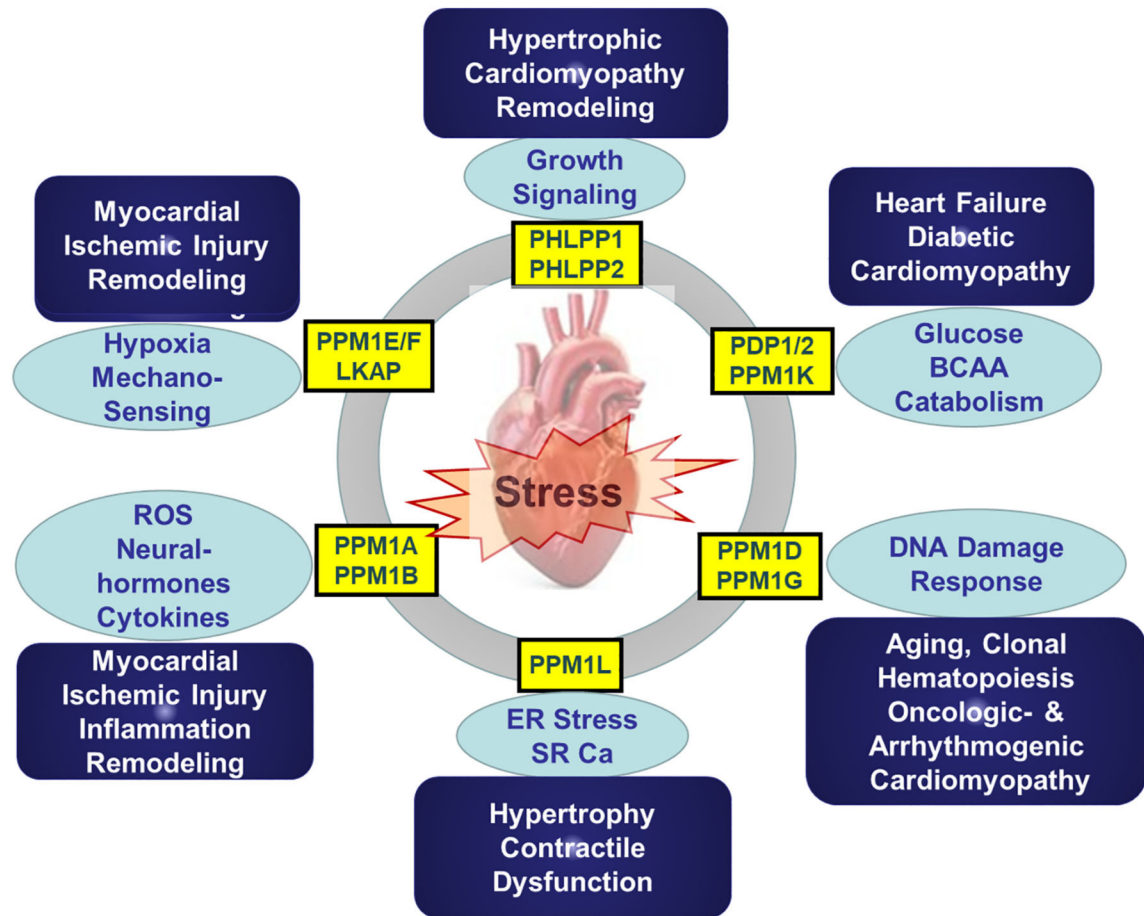 Hypertrophic
Cardiomyopathy
Remodeling
Growth
Signaling
PHLPP1
PHLPP2
Myocardial
Ischemic Injury
Remodeling
Hypoxia
Mechano-
Sensing
PPM1E/F
LKAP
Heart Failure
Diabetic
Cardiomyopathy
PDP1/2
PPM1K
Glucose
BCAA
Catabolism
Stress
ROS
Neural-
hormones
Cytokines
PPM1A
PPM1B
Myocardial
Ischemic Injury
Inflammation
Remodeling
PPM1D
PPM1G
DNA Damage
Response
Aging, Clonal
Hematopoiesis
Oncologic- &
Arrhythmogenic
Cardiomyopathy
PPM1L
ER Stress
SR Ca
Hypertrophy
Contractile
Dysfunction